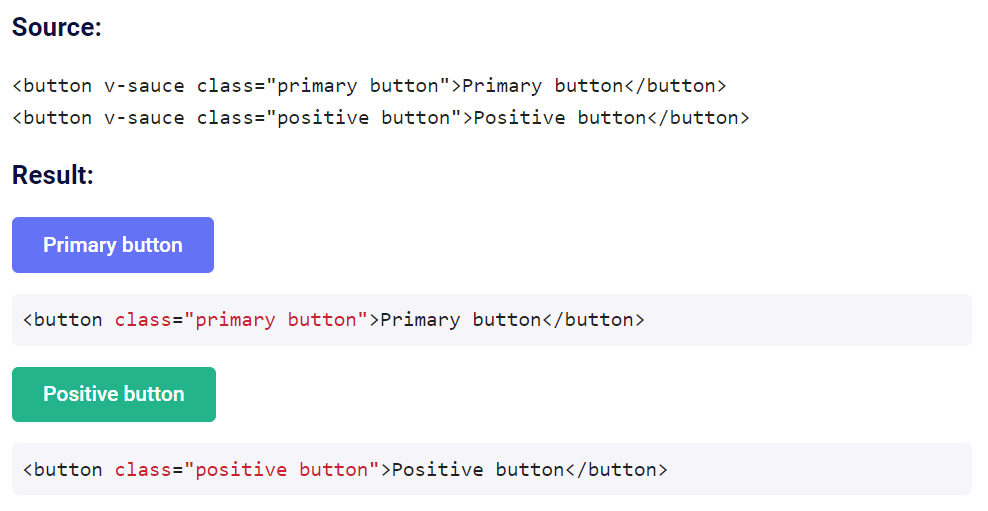 Source:
<button v-sauce class="primary button">Primary button</button>
<button v-sauce class="positive button">Positive button</button>
Result:
Primary button
<button class="primary button">Primary button</button>
Positive button
<button class="positive button">Positive button</button>